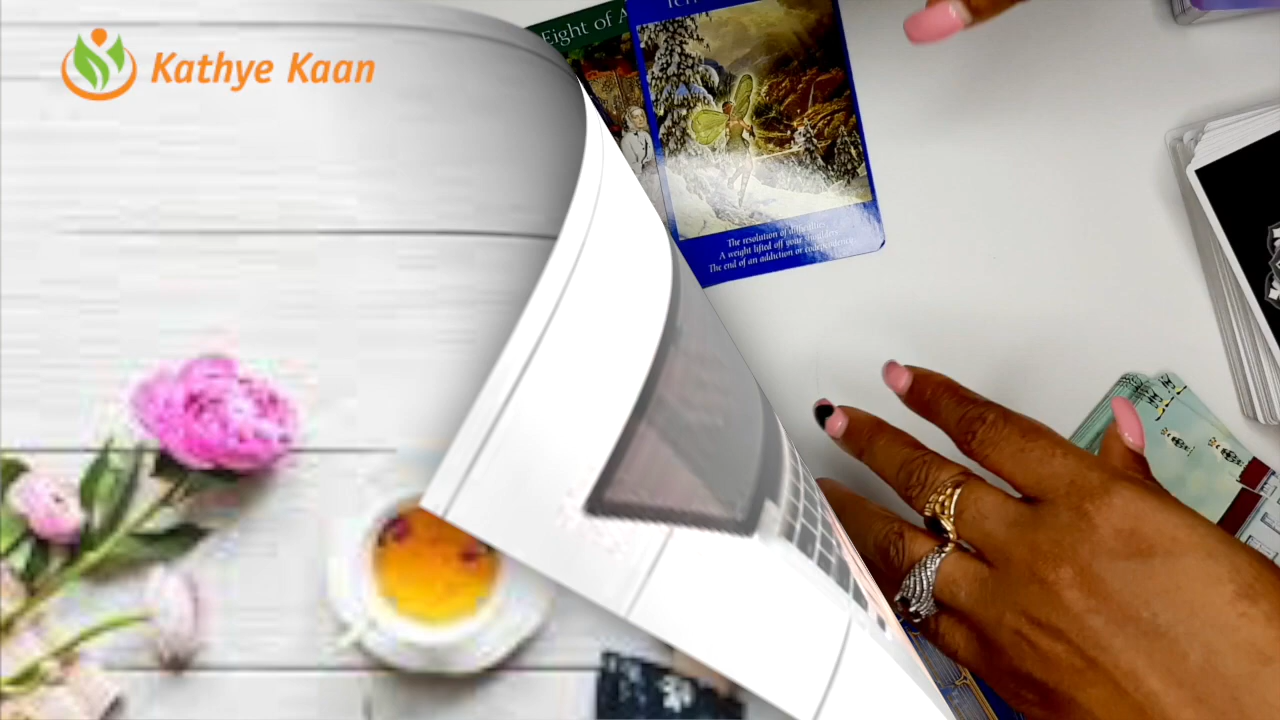 Kathye Kaan
Eight of A
The resolution of difficulties.
A weight lifted off your shoulders.
The end of an addiction or codependence.